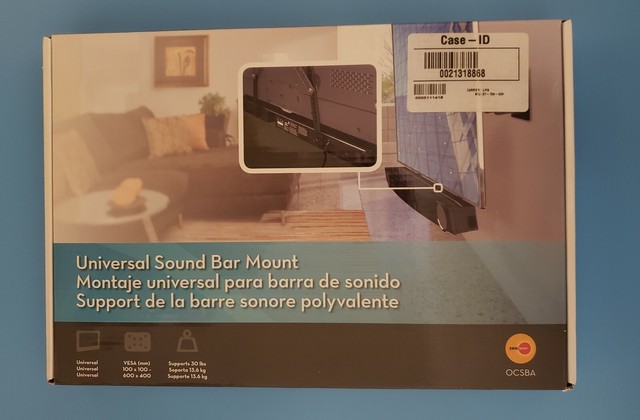 Case – ID
0021318868
Universal Sound Bar Mount
Montaje universal para barra de sonido
Support de la barre sonore polyvalente
Universal
Universal
Universal
VESA (mm)
100 x 100 -
600 x 400
Supports 30 lbs
Soporta 13.6 kg
Supporte 13.6 kg
OCSBA